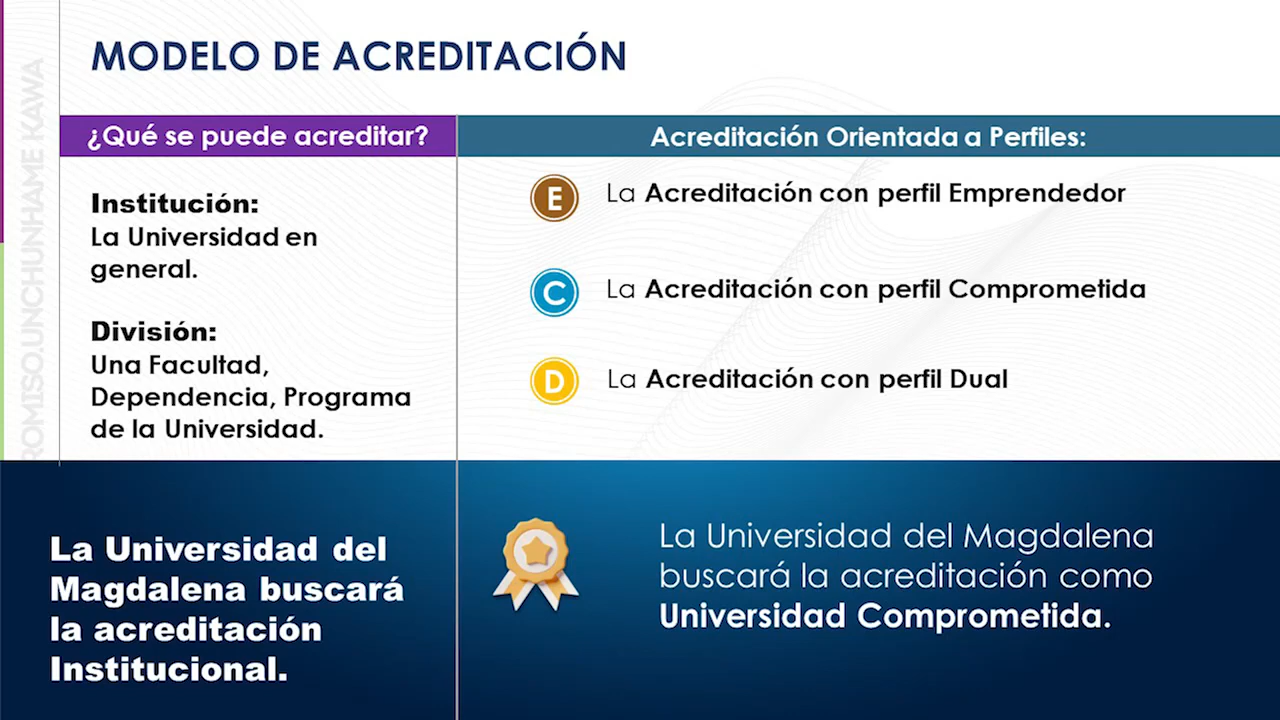 MODELO DE ACREDITACIÓN
¿Qué se puede acreditar?
Institución:
La Universidad en
general.
División:
Una Facultad,
Dependencia, Programa
de la Universidad.
Acreditación Orientada a Perfiles:
E
La Acreditación con perfil Emprendedor
C
La Acreditación con perfil Comprometida
D
La Acreditación con perfil Dual
La Universidad del
Magdalena buscará
la acreditación
Institucional.
La Universidad del Magdalena
buscará la acreditación como
Universidad Comprometida.